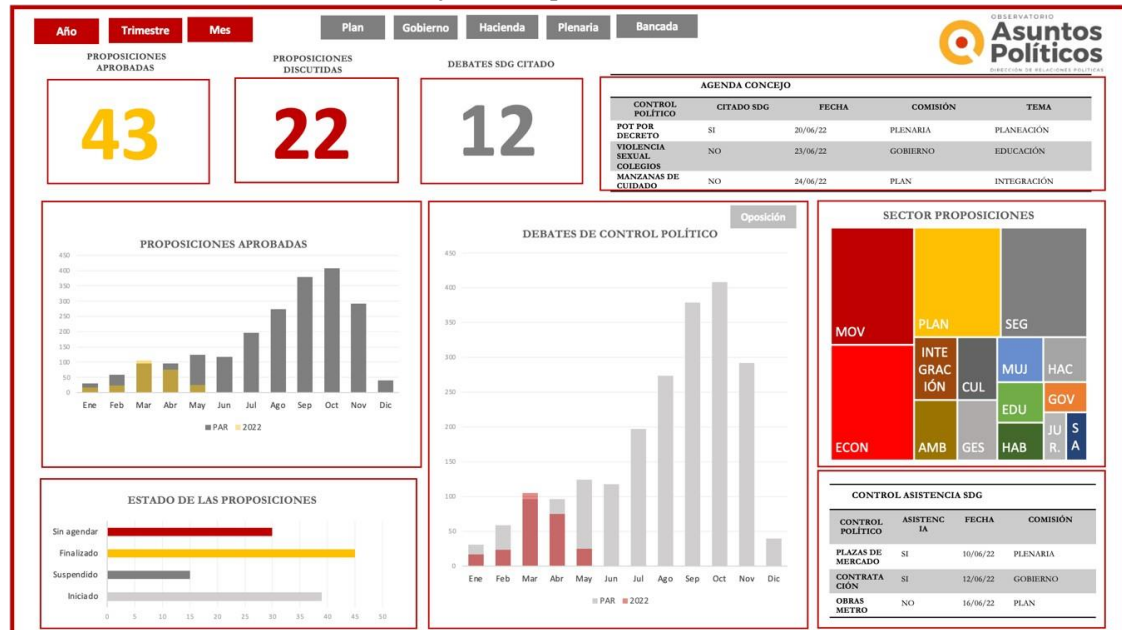 Año
Trimestre
Mes
Plan
Gobierno
Hacienda
Plenaria
Bancada
OBSERVATORIO
Asuntos
Políticos
DIRECCIÓN DE RELACIONES POLÍTICAS
PROPOSICIONES
APROBADAS
43
PROPOSICIONES
DISCUTIDAS
22
DEBATES SDG CITADO
12
AGENDA CONCEJO
CONTROL
POLÍTICO
CITADO SDG
FECHA
COMISIÓN
TEMA
POT POR
DECRETO
SI
20/06/22
PLENARIA
PLANEACIÓN
VIOLENCIA
SEXUAL
COLEGIOS
NO
23/06/22
GOBIERNO
EDUCACIÓN
MANZANAS DE
CUIDADO
NO
24/06/22
PLAN
INTEGRACIÓN
PROPOSICIONES APROBADAS
450
400
350
300
250
200
150
100
50
0
Ene Feb Mar Abr May Jun Jul Ago Sep Oct Nov Dic
PAR 2022
Oposición
DEBATES DE CONTROL POLÍTICO
450
400
350
300
250
200
150
100
50
0
Ene Feb Mar Abr May Jun Jul Ago Sep Oct Nov Dic
PAR 2022
SECTOR PROPOSICIONES
MOV
PLAN
SEG
ECON
INTE
GRAC
IÓN
CUL
MUJ
HAC
EDU
GOV
AMB
GES
HAB
JU
R.
S
A
ESTADO DE LAS PROPOSICIONES
Sin agendar
Finalizado
Suspendido
Iniciado
0 5 10 15 20 25 30 35 40 45 50
CONTROL ASISTENCIA SDG
CONTROL
POLÍTICO
ASISTENC
IA
FECHA
COMISIÓN
PLAZAS DE
MERCADO
SI
10/06/22
PLENARIA
CONTRATA
CIÓN
SI
12/06/22
GOBIERNO
OBRAS
METRO
NO
16/06/22
PLAN